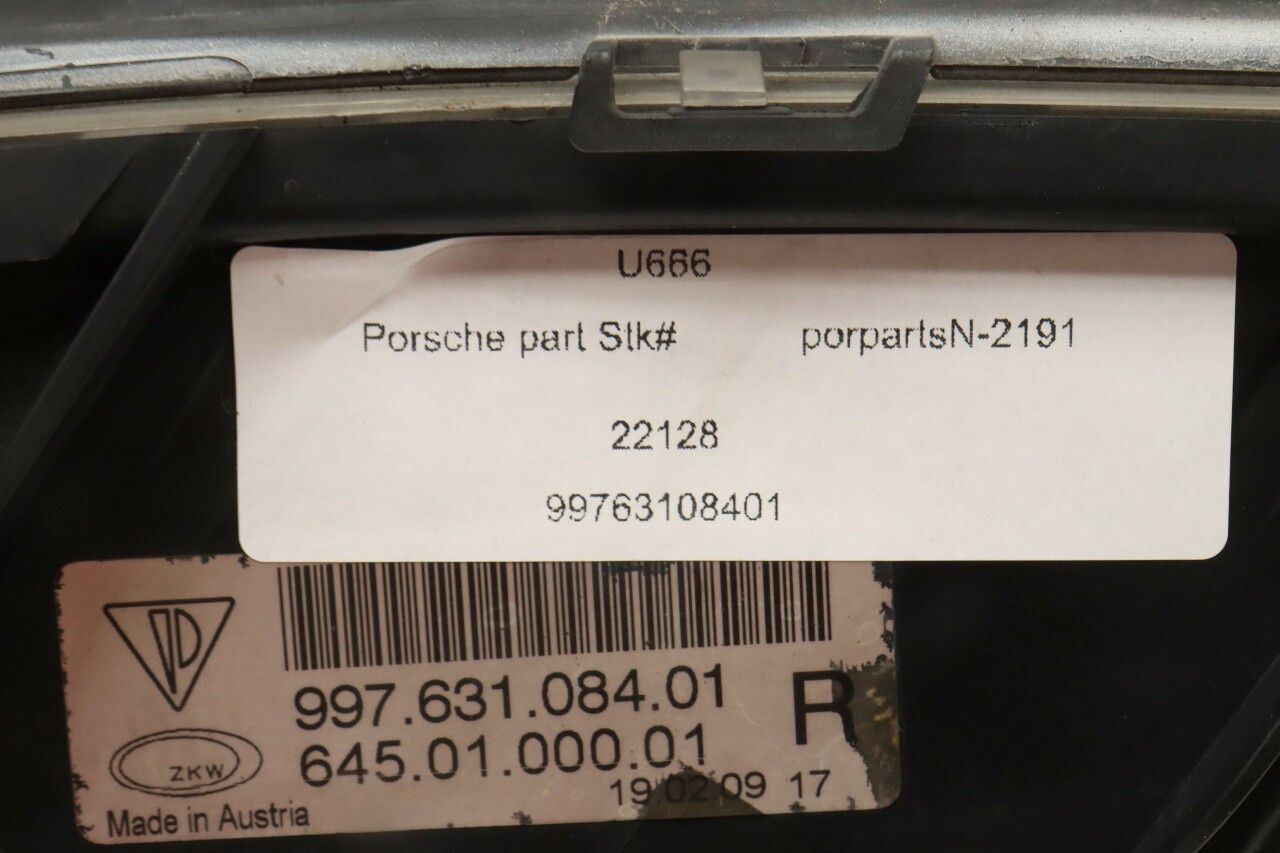 U666
Porsche part Stk# porpartsN-2191
22128
99763108401
997.631.084.01 R
645.01.000.01
ZKW
19.02.09 17
Made in Austria